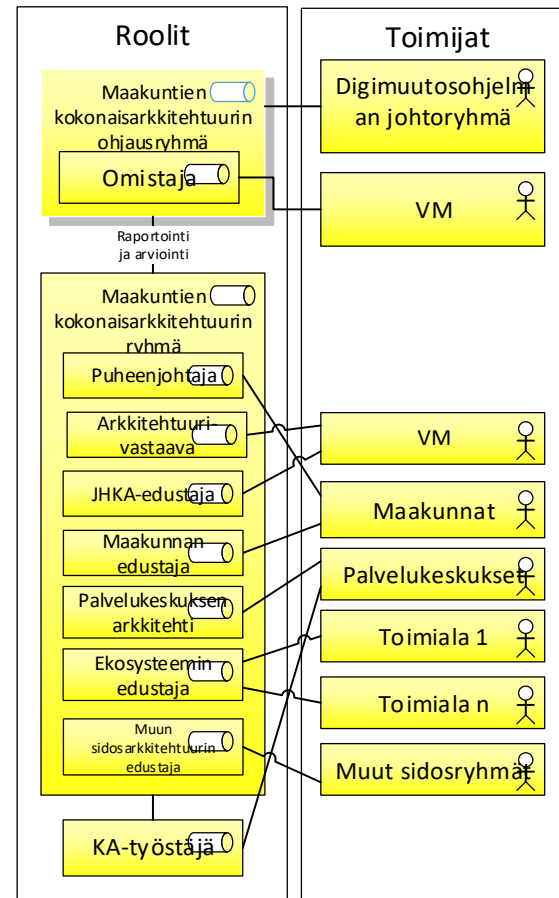 Roolit
Maakuntien
kokonaisarkkitehtuurin
ohjausryhmä
Omistaja
Raportointi
ja arviointi
Maakuntien
kokonaisarkkitehtuurin
ryhmä
Puheenjohtaja
Arkkitehtuuri-
vastaava
JHKA-edustaja
Maakunnan
edustaja
Palvelukeskuksen
arkkitehti
Ekosysteemin
edustaja
Muun
sidosarkkitehtuurin
edustaja
KA-työstäjä
Toimijat
Digimuutosohjelm
an johtoryhmä
VM
VM
Maakunnat
Palvelukeskukset
Toimiala 1
Toimiala n
Muut sidosryhmät